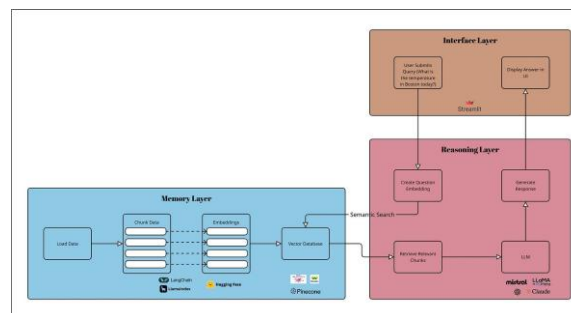 Interface Layer
User Submits
Query (What is
the temperature
in Boston today?)
Display Answer in
UI
Streamlit
Reasoning Layer
Create Question
Embedding
Generate
Response
Semantic Search
Retrieve Relevant
Chunks
LLM
mistral
LLaMA
Claude
Memory Layer
Load Data
Chunk Data
Embeddings
Vector Database
LangChain
LlamaIndex
Hugging Face
Pinecone